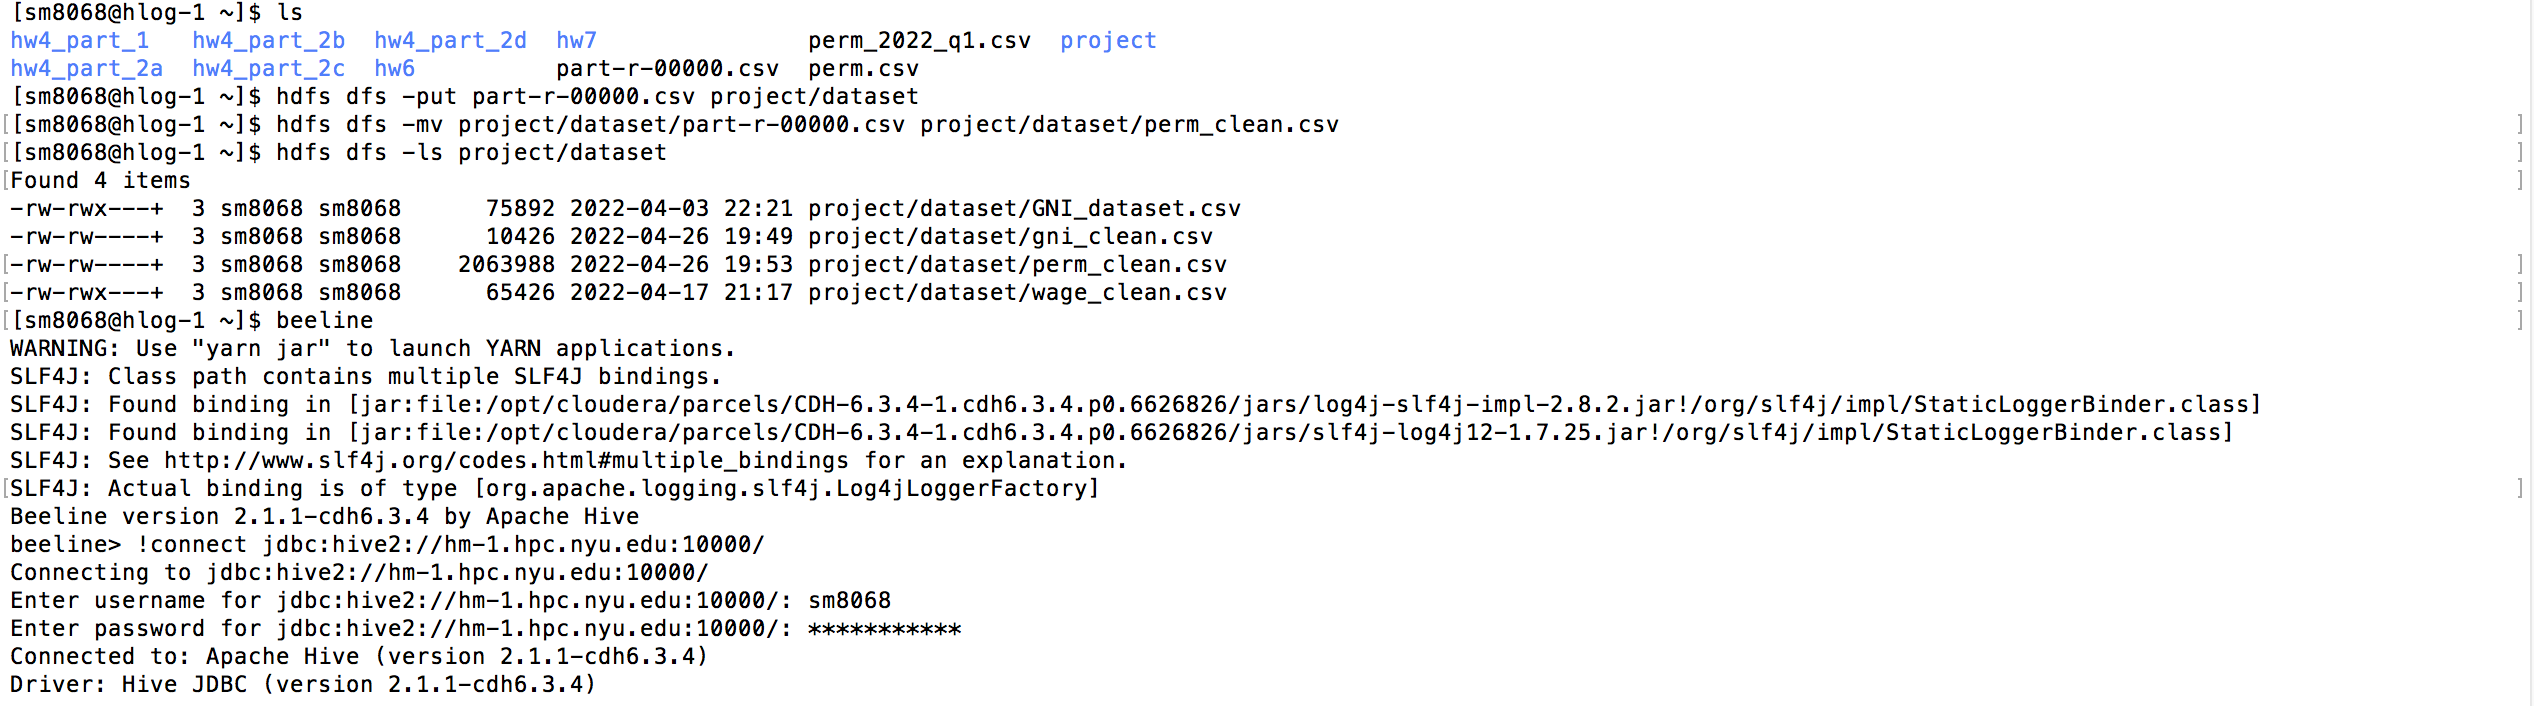 [sm8068@hlog-1 ~]$ ls
hw4_part_1   hw4_part_2b  hw4_part_2d  hw7               perm_2022_q1.csv  project
hw4_part_2a  hw4_part_2c  hw6          part-r-00000.csv  perm.csv
[sm8068@hlog-1 ~]$ hdfs dfs -put part-r-00000.csv project/dataset
[[sm8068@hlog-1 ~]$ hdfs dfs -mv project/dataset/part-r-00000.csv project/dataset/perm_clean.csv ]
[[sm8068@hlog-1 ~]$ hdfs dfs -ls project/dataset ]
[Found 4 items ]
-rw-rwx---+  3 sm8068 sm8068      75892 2022-04-03 22:21 project/dataset/GNI_dataset.csv
-rw-rw----+  3 sm8068 sm8068      10426 2022-04-26 19:49 project/dataset/gni_clean.csv
[-rw-rw----+  3 sm8068 sm8068    2063988 2022-04-26 19:53 project/dataset/perm_clean.csv ]
[-rw-rwx---+  3 sm8068 sm8068      65426 2022-04-17 21:17 project/dataset/wage_clean.csv ]
[[sm8068@hlog-1 ~]$ beeline ]
WARNING: Use "yarn jar" to launch YARN applications.
SLF4J: Class path contains multiple SLF4J bindings.
SLF4J: Found binding in [jar:file:/opt/cloudera/parcels/CDH-6.3.4-1.cdh6.3.4.p0.6626826/jars/log4j-slf4j-impl-2.8.2.jar!/org/slf4j/impl/StaticLoggerBinder.class]
SLF4J: Found binding in [jar:file:/opt/cloudera/parcels/CDH-6.3.4-1.cdh6.3.4.p0.6626826/jars/slf4j-log4j12-1.7.25.jar!/org/slf4j/impl/StaticLoggerBinder.class]
SLF4J: See http://www.slf4j.org/codes.html#multiple_bindings for an explanation.
[SLF4J: Actual binding is of type [org.apache.logging.slf4j.Log4jLoggerFactory] ]
Beeline version 2.1.1-cdh6.3.4 by Apache Hive
beeline> !connect jdbc:hive2://hm-1.hpc.nyu.edu:10000/
Connecting to jdbc:hive2://hm-1.hpc.nyu.edu:10000/
Enter username for jdbc:hive2://hm-1.hpc.nyu.edu:10000/: sm8068
Enter password for jdbc:hive2://hm-1.hpc.nyu.edu:10000/: ***********
Connected to: Apache Hive (version 2.1.1-cdh6.3.4)
Driver: Hive JDBC (version 2.1.1-cdh6.3.4)